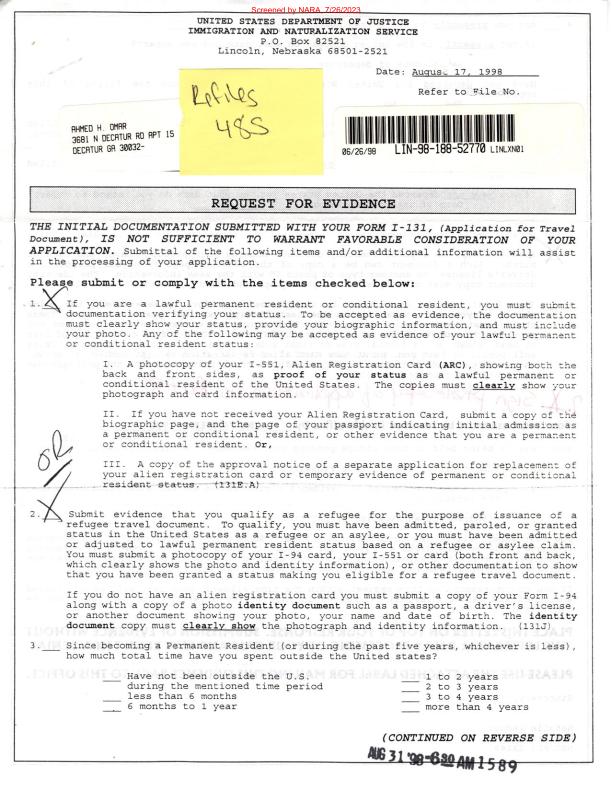 Screened by NARA, 7/26/2023
UNITED STATES DEPARTMENT OF JUSTICE
IMMIGRATION AND NATURALIZATION SERVICE
P.O. Box 82521
Lincoln, Nebraska 68501-2521
Date: August 17, 1998
Refer to File No.
Refiles
485
AHMED H. OMAR
3681 N DECATUR RD APT 15
DECATUR GA 30032-
06/26/98 LIN-98-188-52770 LINLXN01
REQUEST FOR EVIDENCE
THE INITIAL DOCUMENTATION SUBMITTED WITH YOUR FORM I-131, (Application for Travel
Document), IS NOT SUFFICIENT TO WARRANT FAVORABLE CONSIDERATION OF YOUR
APPLICATION. Submittal of the following items and/or additional information will assist
in the processing of your application.
Please submit or comply with the items checked below:
1. X If you are a lawful permanent resident or conditional resident, you must submit
documentation verifying your status. To be accepted as evidence, the documentation
must clearly show your status, provide your biographic information, and must include
your photo. Any of the following may be accepted as evidence of your lawful permanent
or conditional resident status:
I. A photocopy of your I-551, Alien Registration Card (ARC), showing both the
back and front sides, as proof of your status as a lawful permanent or
conditional resident of the United States. The copies must clearly show your
photograph and card information.
II. If you have not received your Alien Registration Card, submit a copy of the
biographic page, and the page of your passport indicating initial admission as
a permanent or conditional resident, or other evidence that you are a permanent
or conditional resident. Or,
OR
III. A copy of the approval notice of a separate application for replacement of
your alien registration card or temporary evidence of permanent or conditional
resident status. (131E.A)
2. X Submit evidence that you qualify as a refugee for the purpose of issuance of a
refugee travel document. To qualify, you must have been admitted, paroled, or granted
status in the United States as a refugee or an asylee, or you must have been admitted
or adjusted to lawful permanent resident status based on a refugee or asylee claim.
You must submit a photocopy of your I-94 card, your I-551 or card (both front and back,
which clearly shows the photo and identity information), or other documentation to show
that you have been granted a status making you eligible for a refugee travel document.
If you do not have an alien registration card you must submit a copy of your Form I-94
along with a copy of a photo identity document such as a passport, a driver's license,
or another document showing your photo, your name and date of birth. The identity
document copy must clearly show the photograph and identity information. (131J)
3.___ Since becoming a Permanent Resident (or during the past five years, whichever is less),
how much total time have you spent outside the United states?
___ Have not been outside the U.S. ___ 1 to 2 years
during the mentioned time period ___ 2 to 3 years
___ less than 6 months ___ 3 to 4 years
___ 6 months to 1 year ___ more than 4 years
(CONTINUED ON REVERSE SIDE)
AUG 31 '98-6 30 AM 1589